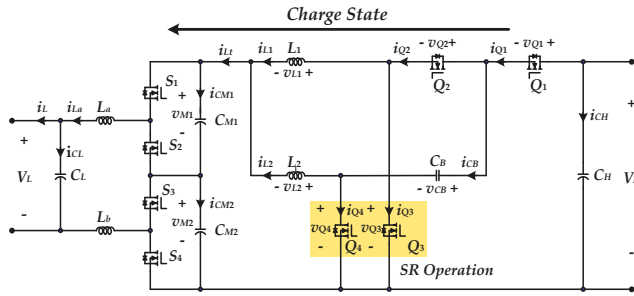 Charge State
iLt
iL1
L1
- vL1 +
iQ2
- vQ2 +
Q2
iQ1
- vQ1 +
Q1
S1
+
vM1
-
iCM1
CM1
iL
iLa
La
+
VL
-
iCL
CL
S2
S3
S4
Lb
+
vM2
-
iCM2
CM2
iL2
L2
- vL2 +
CB
- vCB +
iCB
iCH
CH
+
V
-
+
vQ4
-
iQ4
Q4
+
vQ3
-
iQ3
Q3
SR Operation